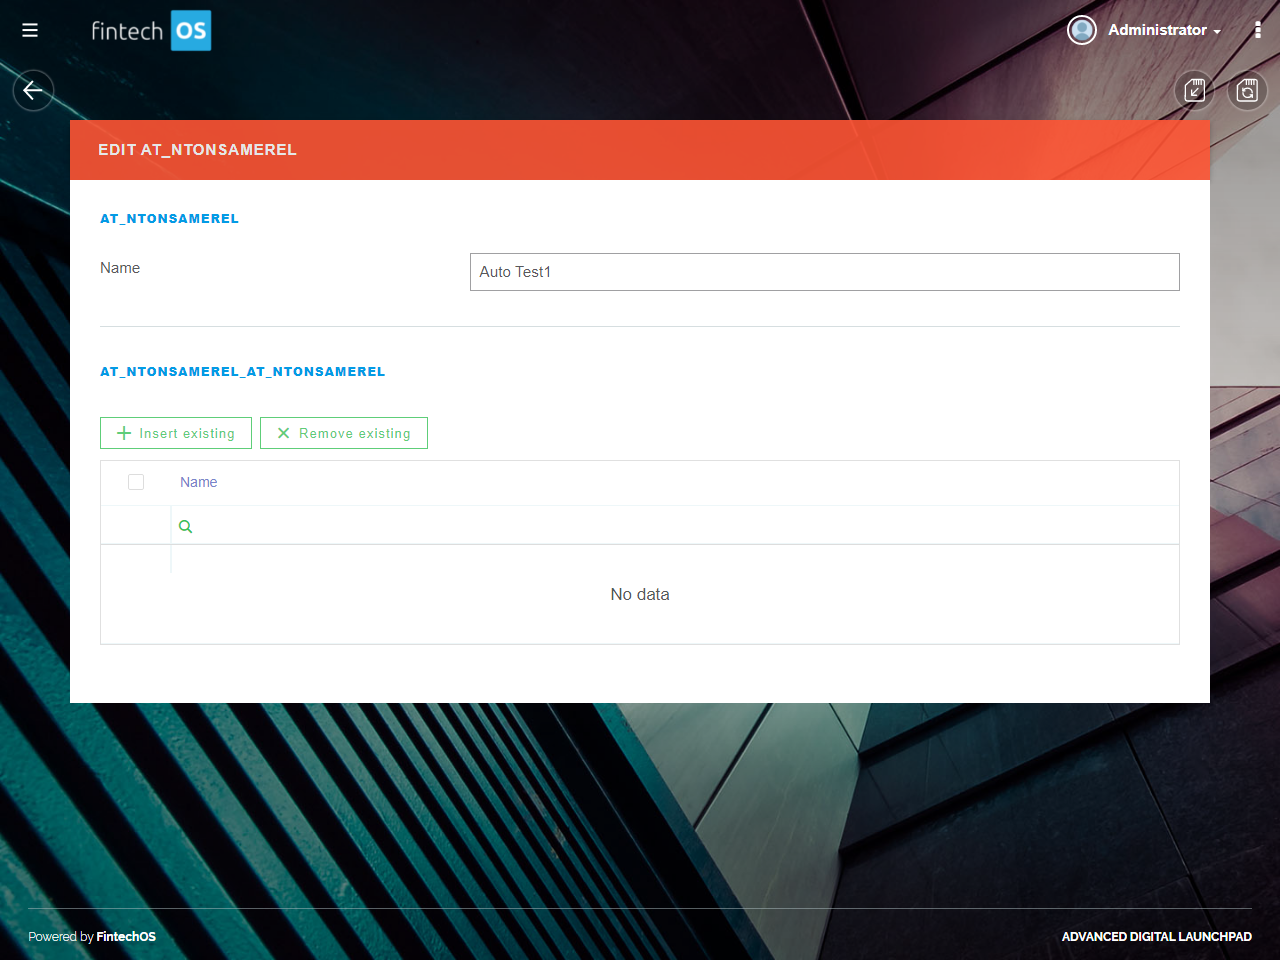 fintech OS
Administrator
EDIT AT_NTONSAMEREL
AT_NTONSAMEREL
Name
Auto Test1
AT_NTONSAMEREL_AT_NTONSAMEREL
Insert existing
Remove existing
Name
No data
Powered by FintechOS
ADVANCED DIGITAL LAUNCHPAD